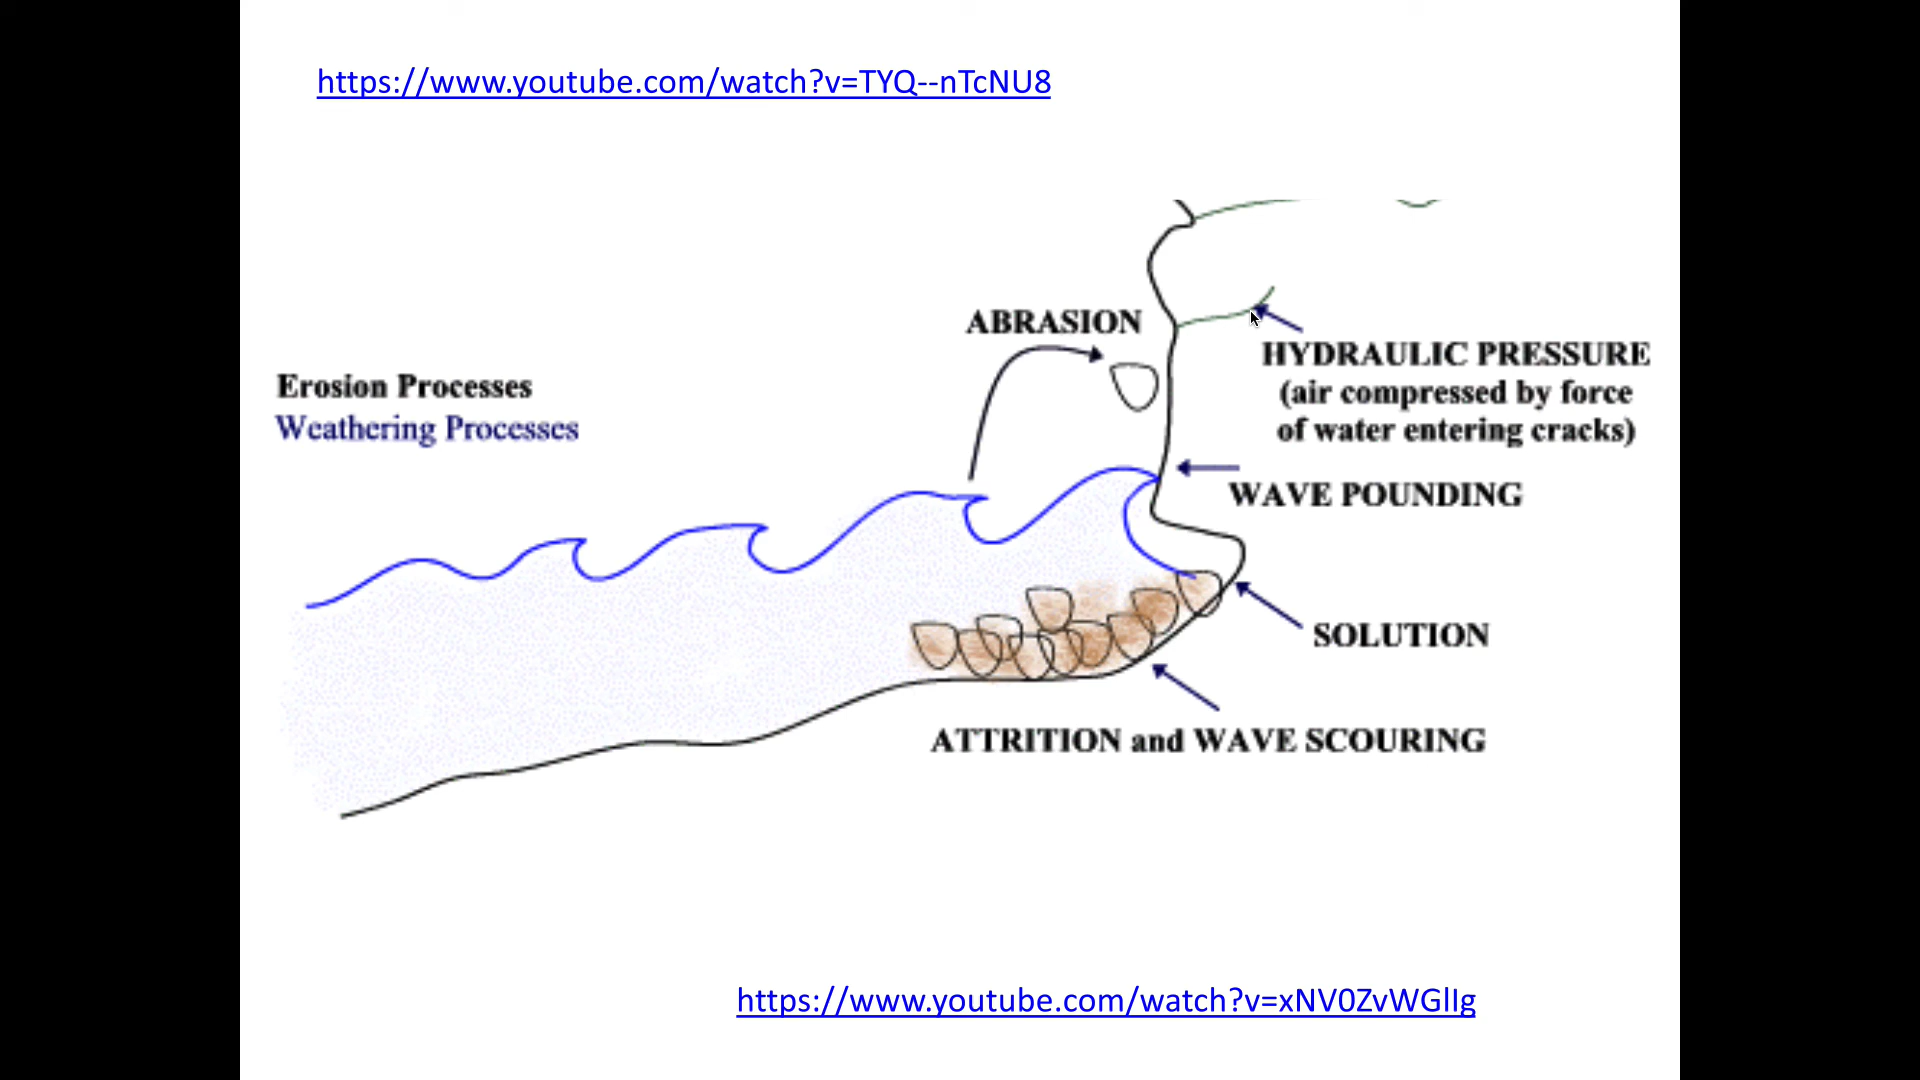 https://www.youtube.com/watch?v=TYQ--nTcNU8
ABRASION
HYDRAULIC PRESSURE
(air compressed by force
of water entering cracks)
Erosion Processes
Weathering Processes
WAVE POUNDING
SOLUTION
ATTRITION and WAVE SCOURING
https://www.youtube.com/watch?v=xNV0ZvWGlIg